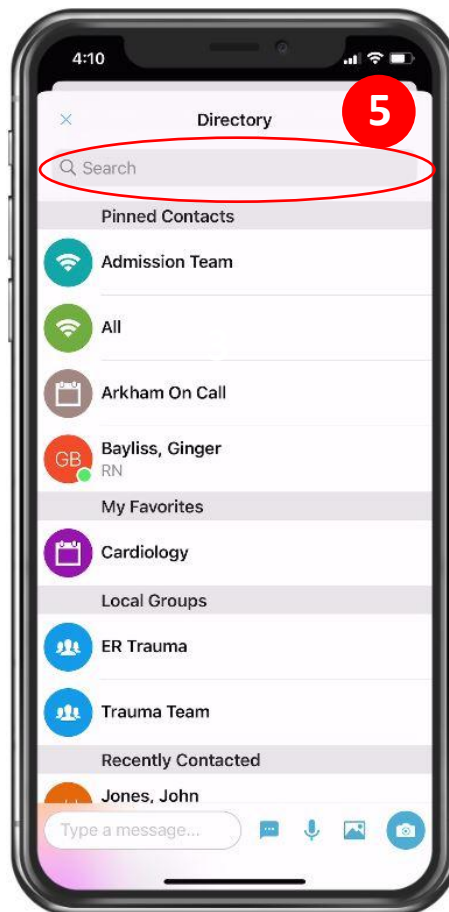 4:10
Directory
5
Search
Pinned Contacts
Admission Team
All
Arkham On Call
GB
Bayliss, Ginger
RN
My Favorites
Cardiology
Local Groups
ER Trauma
Trauma Team
Recently Contacted
Jones, John
Type a message...